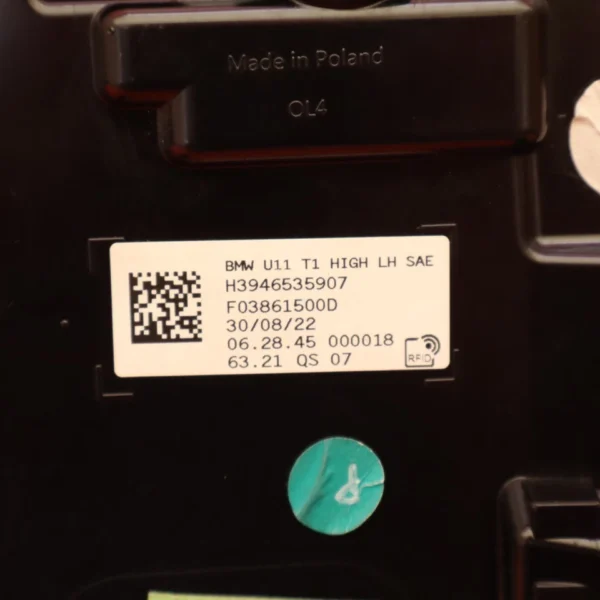 Made in Poland
OL4
BMW U11 T1 HIGH LH SAE
H3946535907
F03861500D
30/08/22
06.28.45 000018
63.21 QS 07
RFID